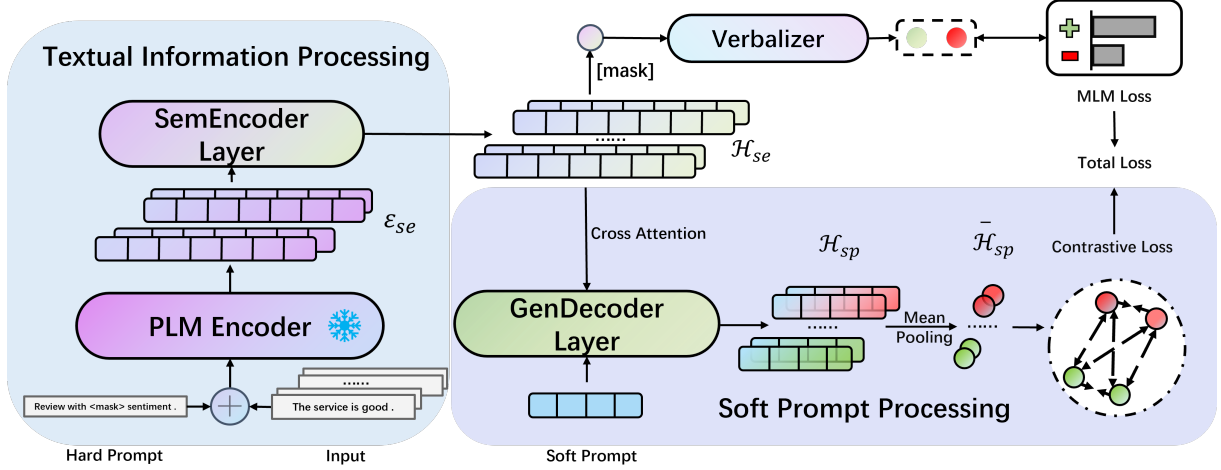 Textual Information Processing
SemEncoder
Layer
ε_se
PLM Encoder
Review with <mask> sentiment .
......
The service is good .
Hard Prompt
Input
[mask]
Verbalizer
......
ℋ_se
MLM Loss
Total Loss
Cross Attention
GenDecoder
Layer
Soft Prompt
ℋ_sp
......
Mean
Pooling
ℋ̄_sp
......
Contrastive Loss
Soft Prompt Processing